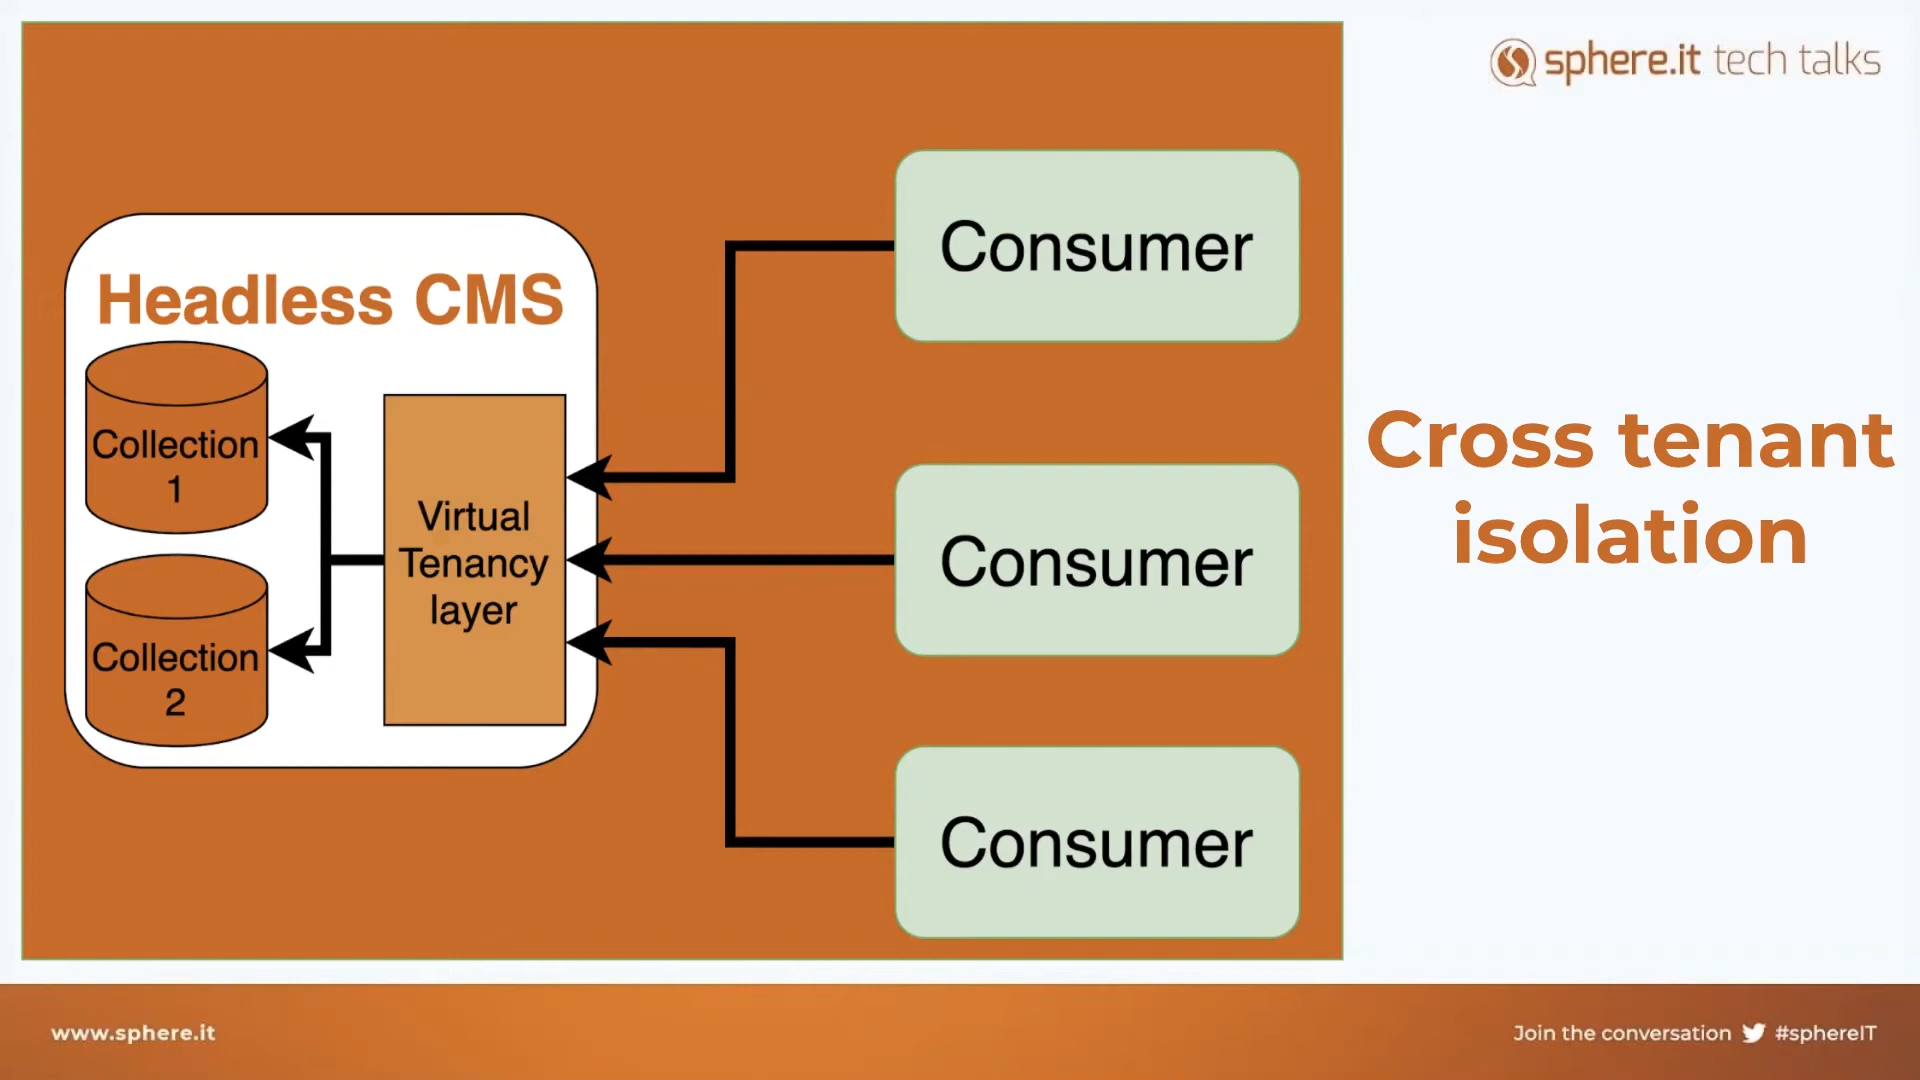 sphere.it tech talks
Headless CMS
Collection
1
Collection
2
Virtual
Tenancy
layer
Consumer
Consumer
Consumer
Cross tenant
isolation
www.sphere.it
Join the conversation #sphereIT